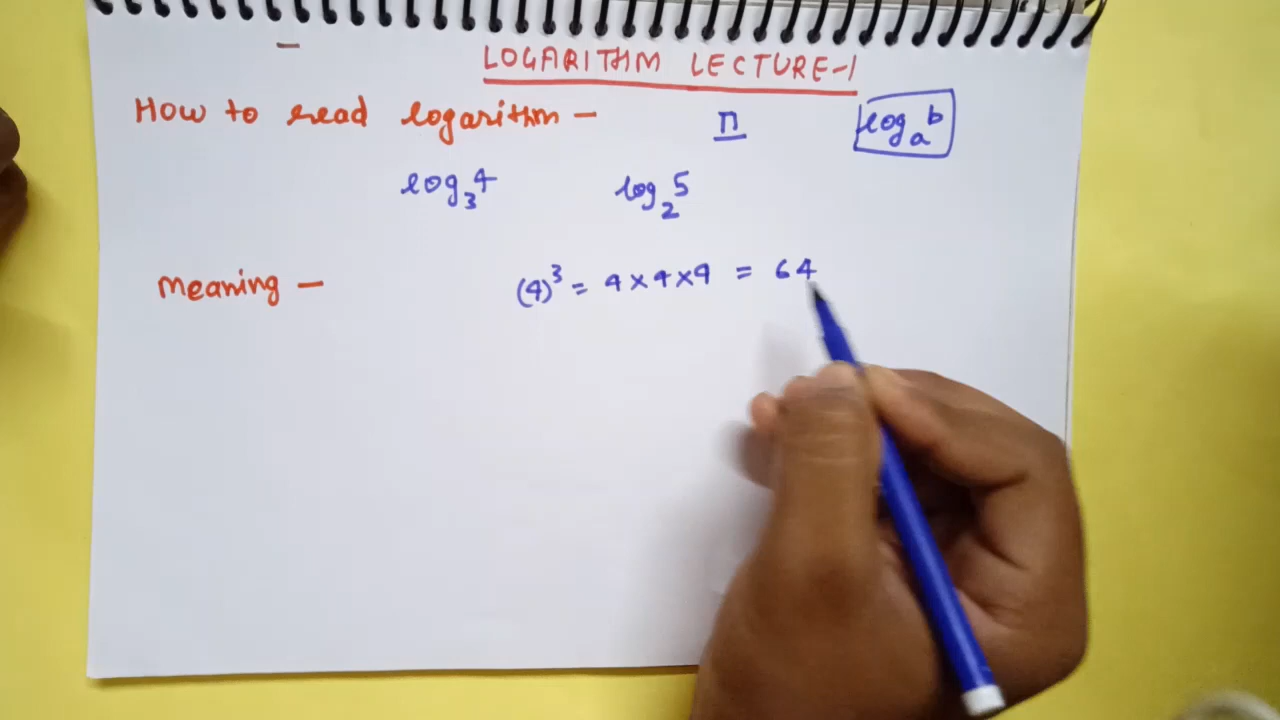 LOGARITHM LECTURE-1
How to read logarithm - п log_a b
log_3 4 log_2 5
Meaning - (4)^3 = 4 × 4 × 4 = 64